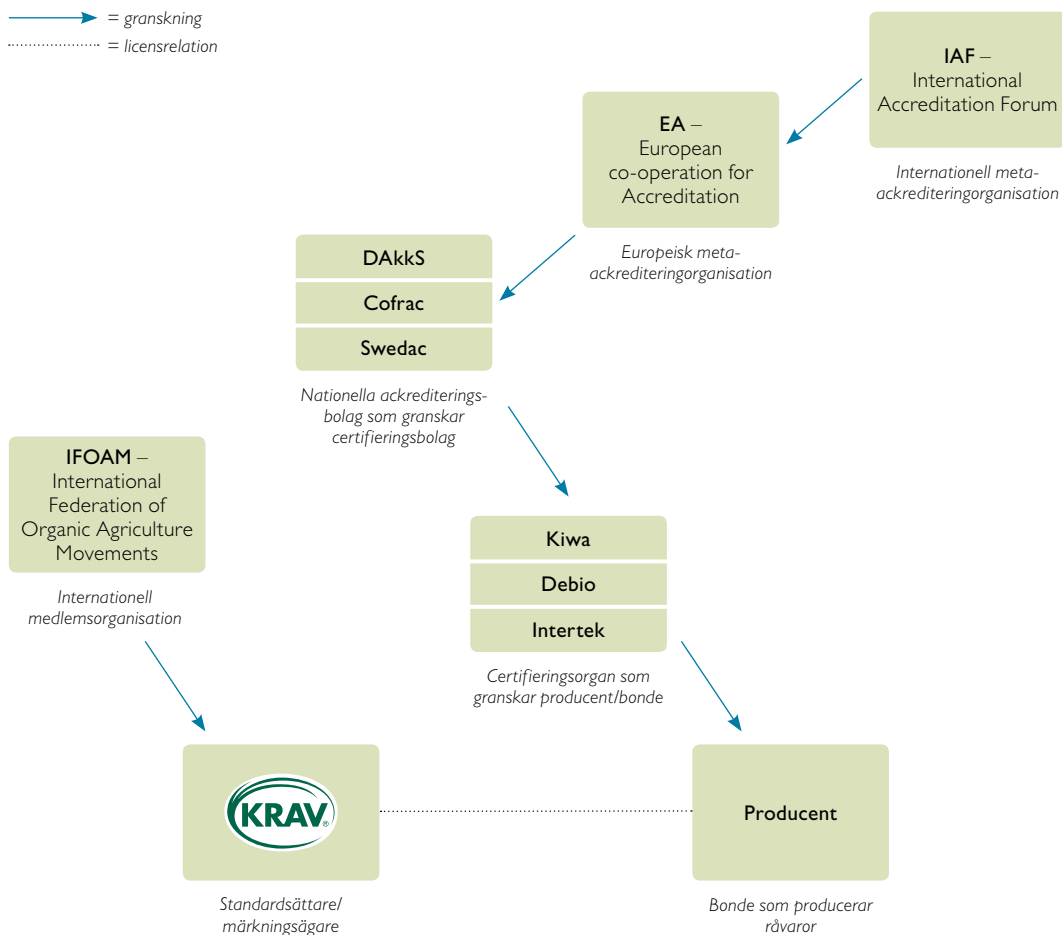 = granskning
= licensrelation
IAF –
International
Accreditation Forum
Internationell meta-
ackrediteringorganisation
EA –
European
co-operation for
Accreditation
Europeisk meta-
ackrediteringorganisation
DAkkS
Cofrac
Swedac
Nationella ackrediterings-
bolag som granskar
certifieringsbolag
IFOAM –
International
Federation of
Organic Agriculture
Movements
Internationell
medlemsorganisation
Kiwa
Debio
Intertek
Certifieringsorgan som
granskar producent/bonde
KRAV®
Standardsättare/
märkningsägare
Producent
Bonde som producerar
råvaror